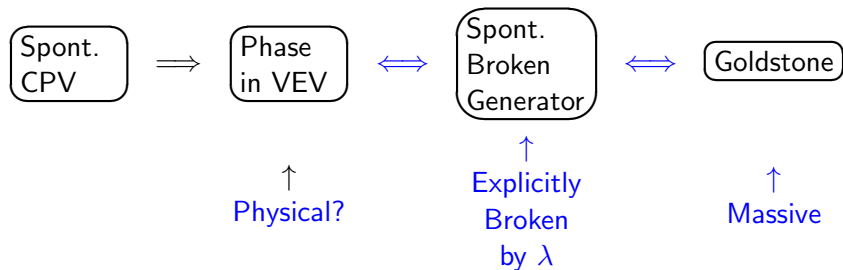 Spont.
CPV
⟹
Phase
in VEV
⟺
Spont.
Broken
Generator
⟺
Goldstone
↑
Physical?
↑
Explicitly
Broken
by λ
↑
Massive